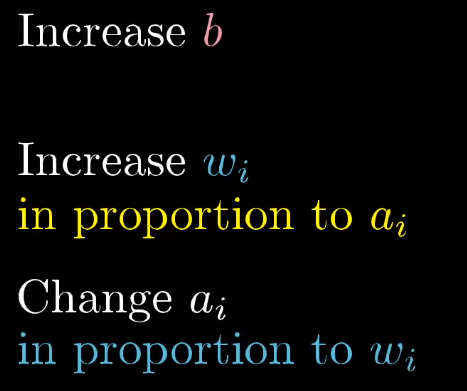 Increase b
Increase wᵢ
in proportion to aᵢ
Change aᵢ
in proportion to wᵢ